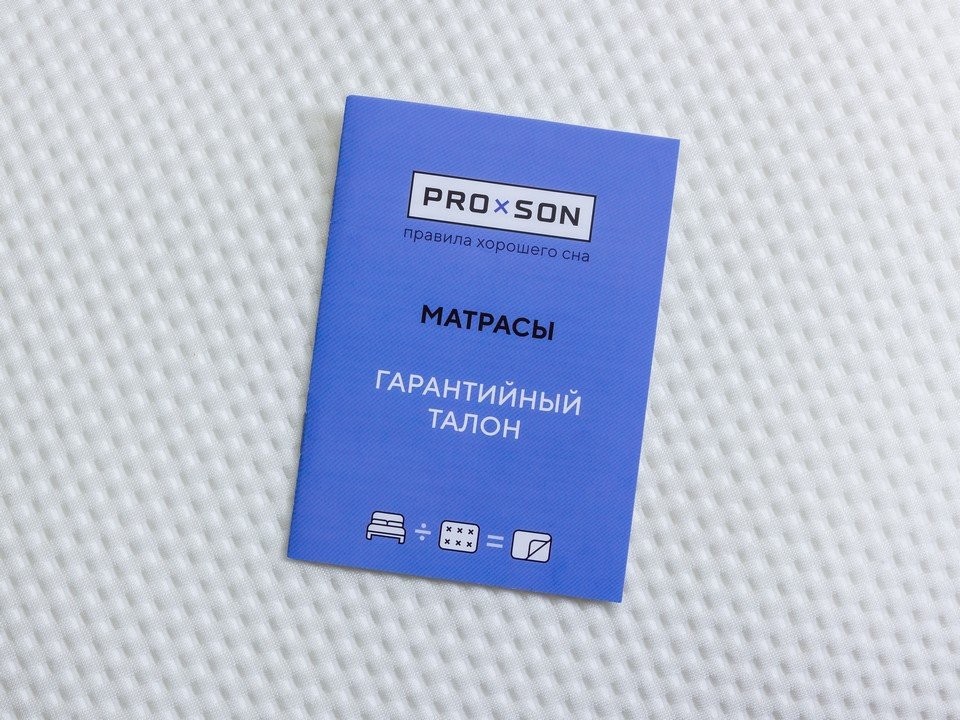 PRO×SON
правила хорошего сна
МАТРАСЫ
ГАРАНТИЙНЫЙ
ТАЛОН